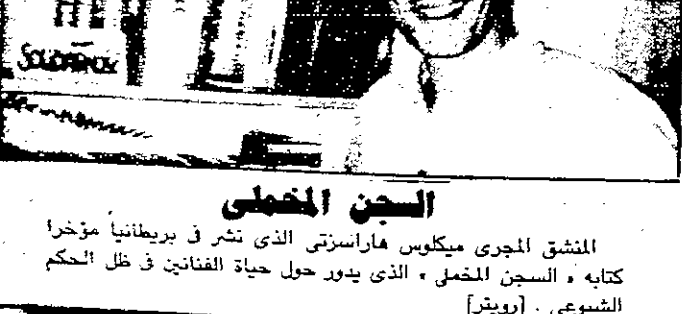 SOLIDARNOŚĆ
السجن المخملى
المنشق المجرى ميكلوس هاراسزتى الذى نشر فى بريطانياً مؤخرا
كتابه « السجن المخملى » الذى يدور حول حياة الفنانين فى ظل الحكم
الشيوعى . [رويتر]